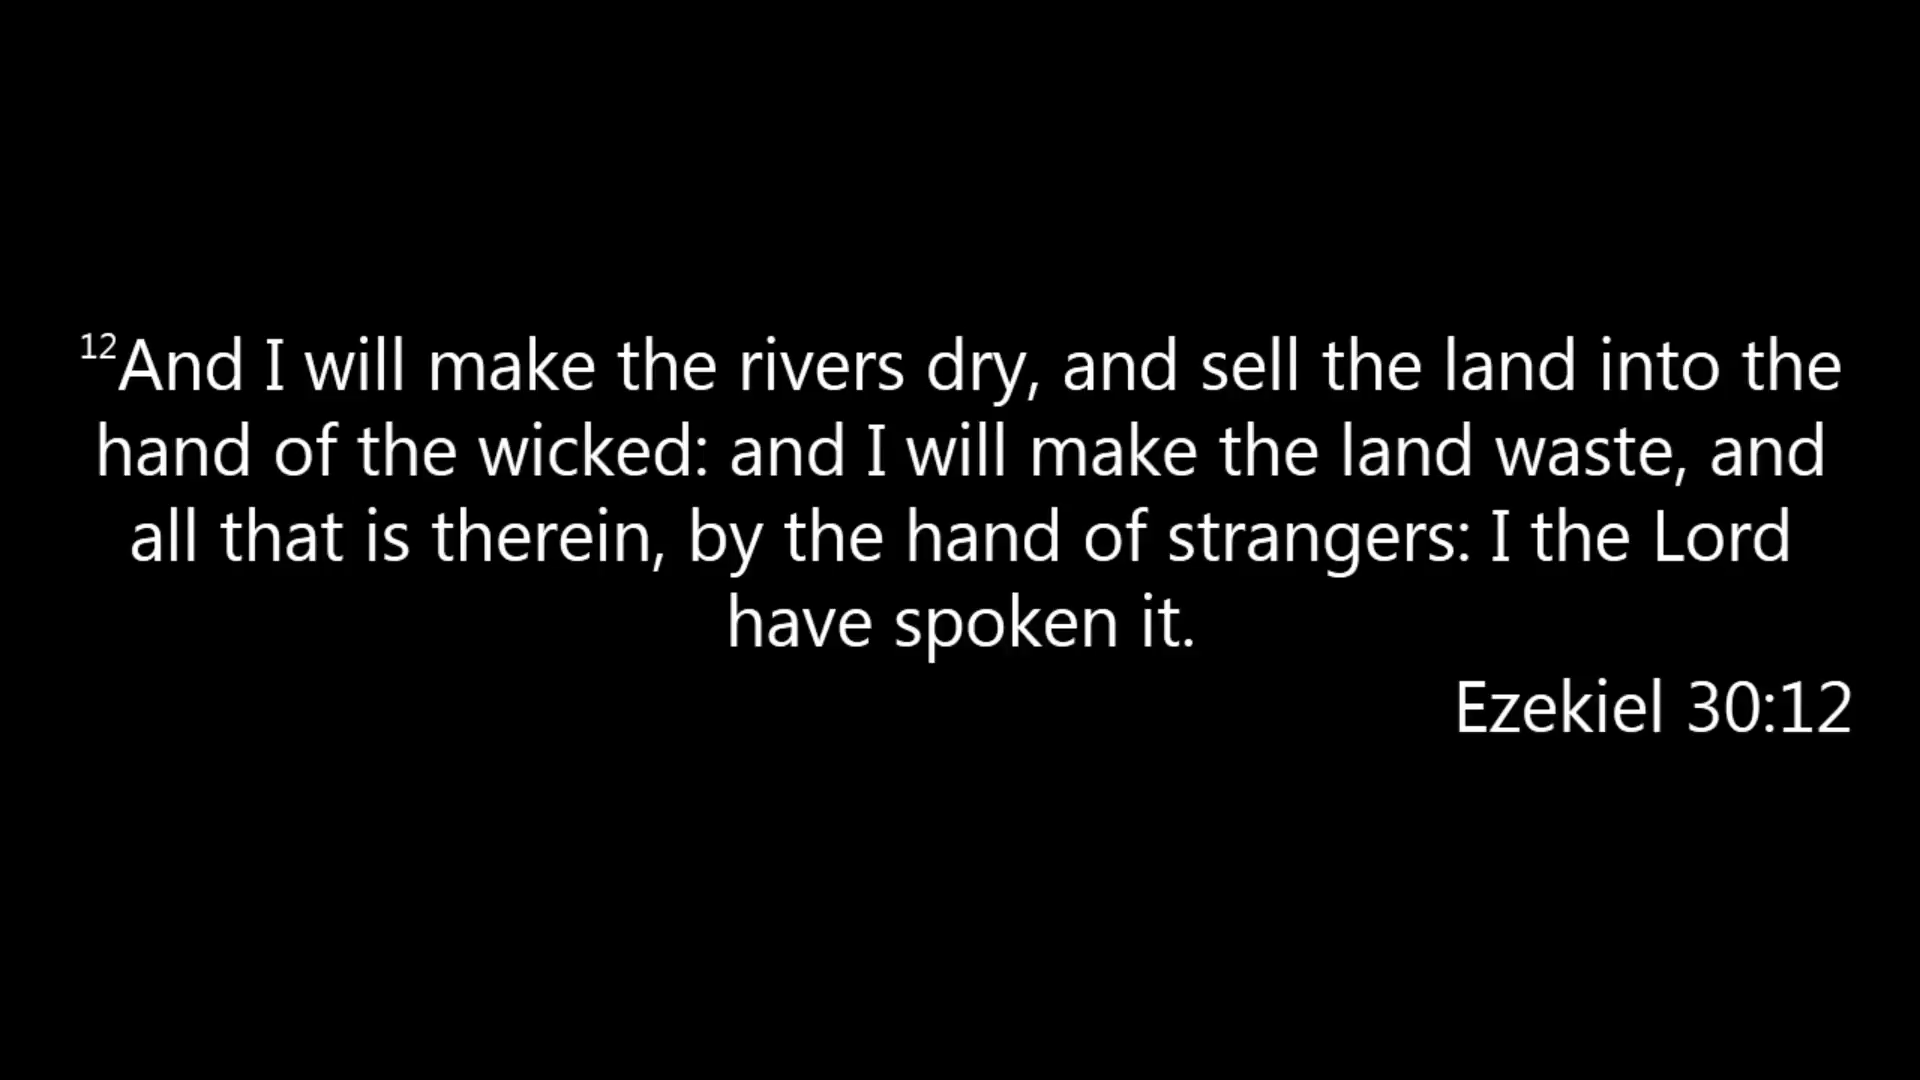 12And I will make the rivers dry, and sell the land into the
hand of the wicked: and I will make the land waste, and
all that is therein, by the hand of strangers: I the Lord
have spoken it.
Ezekiel 30:12